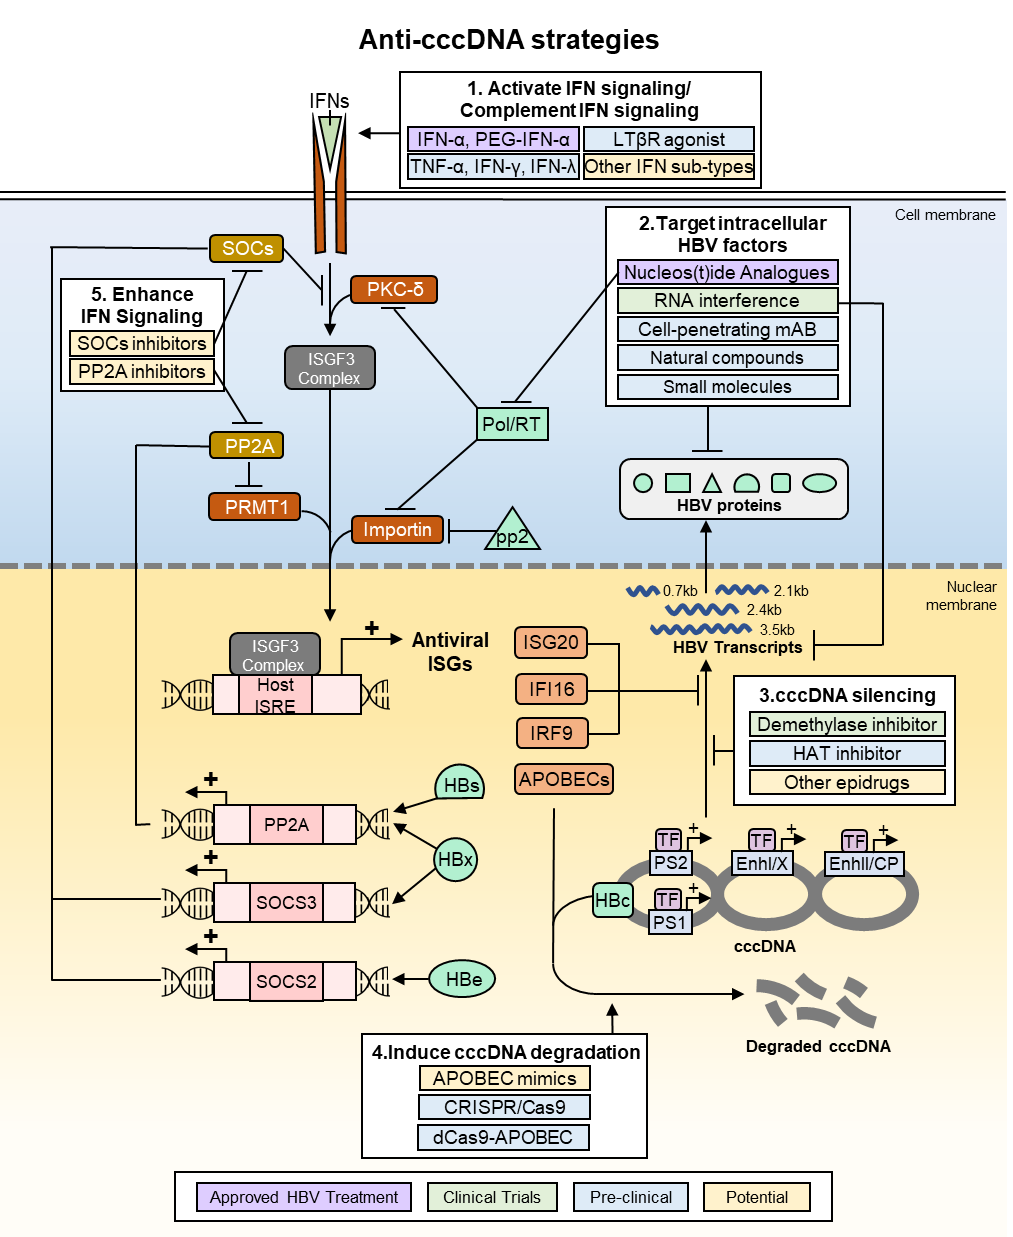 Anti-cccDNA strategies
IFNs
1. Activate IFN signaling/
Complement IFN signaling
IFN-α, PEG-IFN-α
LTβR agonist
TNF-α, IFN-γ, IFN-λ
Other IFN sub-types
Cell membrane
SOCs
PKC-δ
2.Target intracellular
HBV factors
Nucleos(t)ide Analogues
RNA interference
Cell-penetrating mAB
Natural compounds
Small molecules
5. Enhance
IFN Signaling
SOCs inhibitors
PP2A inhibitors
ISGF3
Complex
Pol/RT
PP2A
PRMT1
Importin
pp2
HBV proteins
Nuclear
membrane
0.7kb
2.1kb
2.4kb
3.5kb
HBV Transcripts
ISGF3
Complex
Host
ISRE
+
Antiviral
ISGs
ISG20
IFI16
IRF9
APOBECs
3.cccDNA silencing
Demethylase inhibitor
HAT inhibitor
Other epidrugs
+
PP2A
HBs
HBx
+
SOCS3
+
SOCS2
HBe
TF
+
PS2
TF
+
EnhI/X
TF
+
EnhII/CP
HBc
TF
+
PS1
cccDNA
Degraded cccDNA
4.Induce cccDNA degradation
APOBEC mimics
CRISPR/Cas9
dCas9-APOBEC
Approved HBV Treatment
Clinical Trials
Pre-clinical
Potential